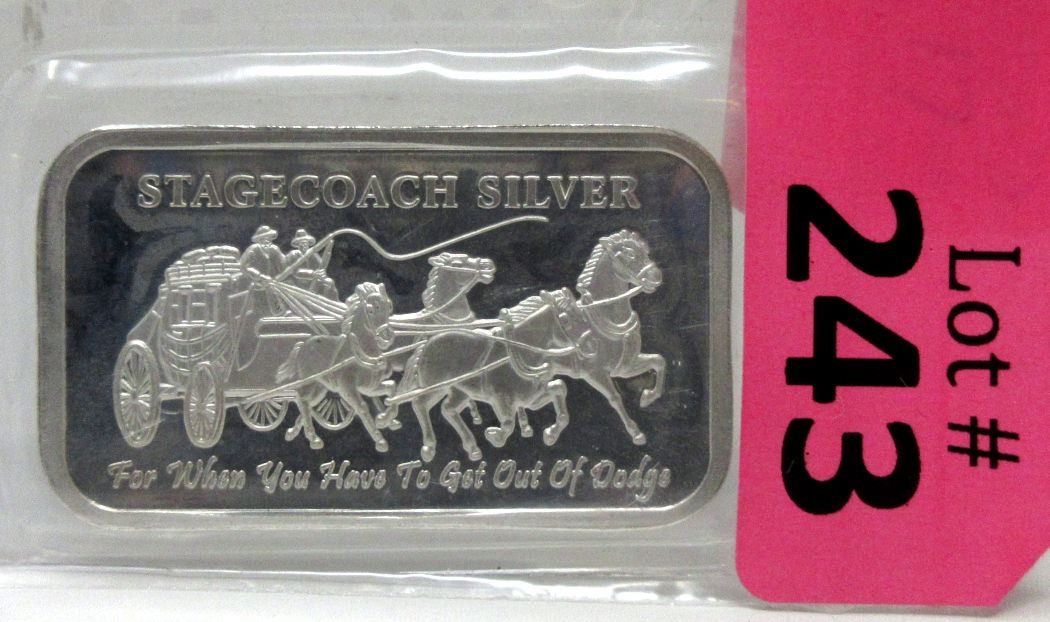 STAGECOACH SILVER
For When You Have To Get Out Of Dodge
Lot #
243